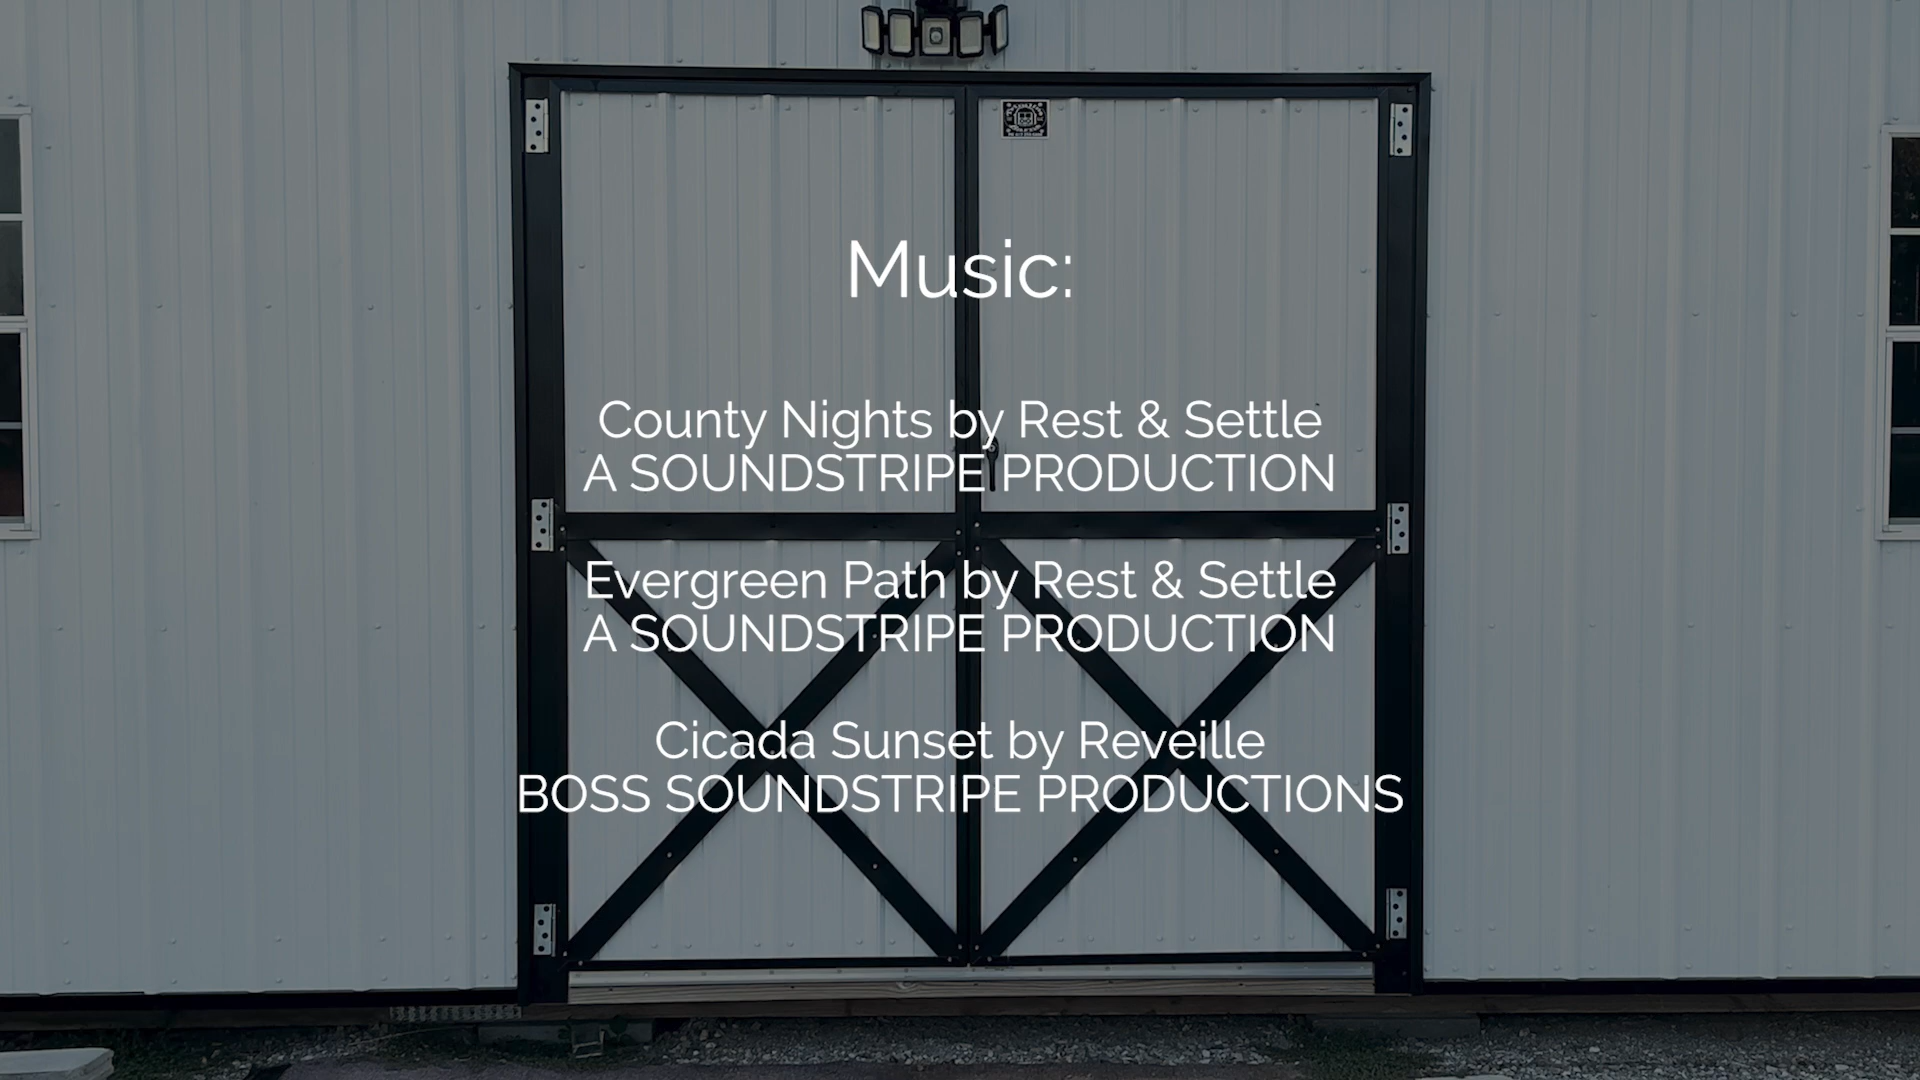 Music:
County Nights by Rest & Settle
A SOUNDSTRIPE PRODUCTION
Evergreen Path by Rest & Settle
A SOUNDSTRIPE PRODUCTION
Cicada Sunset by Reveille
BOSS SOUNDSTRIPE PRODUCTIONS